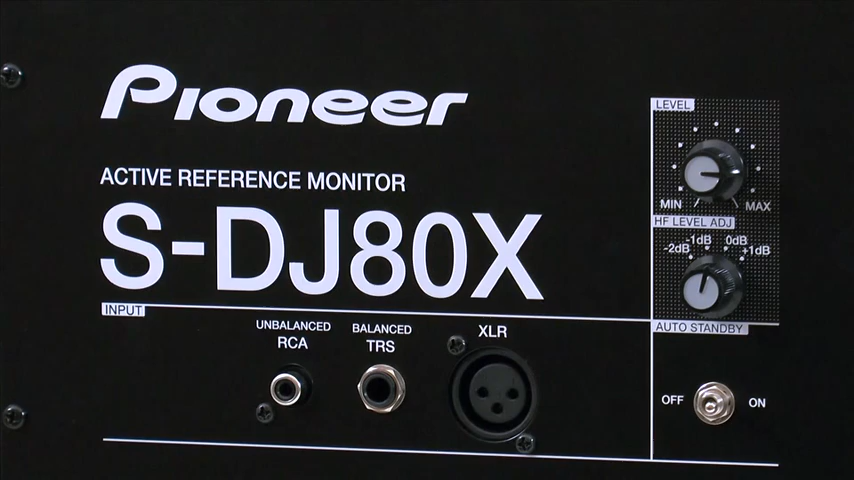 Pioneer
ACTIVE REFERENCE MONITOR
S-DJ80X
INPUT
UNBALANCED
RCA
BALANCED
TRS
XLR
LEVEL
MIN MAX
HF LEVEL ADJ
-2dB -1dB 0dB +1dB
AUTO STANDBY
OFF ON